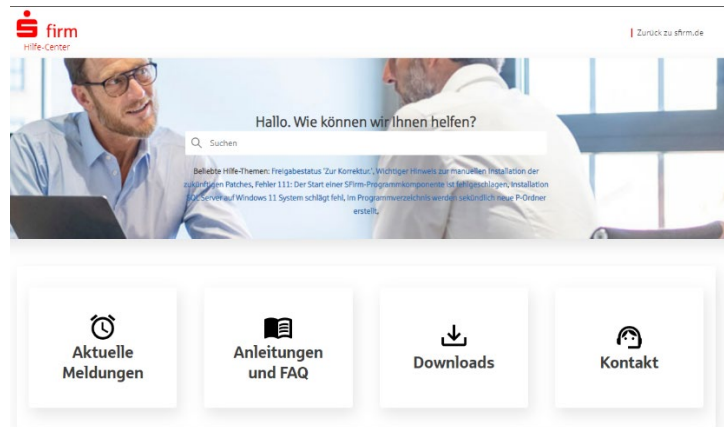 firm
Hilfe-Center
Zurück zu sfirm.de
Hallo. Wie können wir Ihnen helfen?
Suchen
Beliebte Hilfe-Themen: Freigabestatus 'Zur Korrektur.', Wichtiger Hinweis zur manuellen Installation der
zukünftigen Patches, Fehler 111: Der Start einer SFirm-Programmkomponente ist fehlgeschlagen, Installation
SQL Server auf Windows 11 System schlägt fehl, Im Programmverzeichnis werden sekündlich neue P-Ordner
erstellt,
Aktuelle
Meldungen
Anleitungen
und FAQ
Downloads
Kontakt